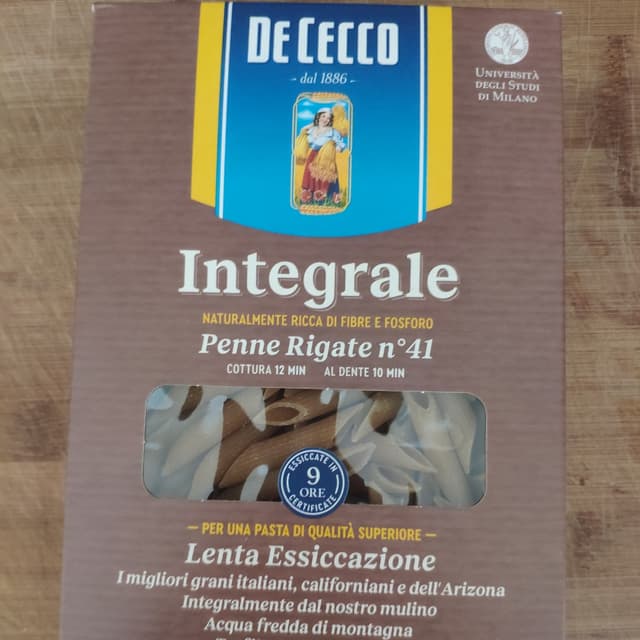 DE CECCO
dal 1886
UNIVERSITÀ
DEGLI STUDI
DI MILANO
Integrale
NATURALMENTE RICCA DI FIBRE E FOSFORO
Penne Rigate n°41
COTTURA 12 MIN AL DENTE 10 MIN
ESSICCATE IN
9
ORE
CERTIFICATE
PER UNA PASTA DI QUALITÀ SUPERIORE
Lenta Essiccazione
I migliori grani italiani, californiani e dell'Arizona
Integralmente dal nostro mulino
Acqua fredda di montagna